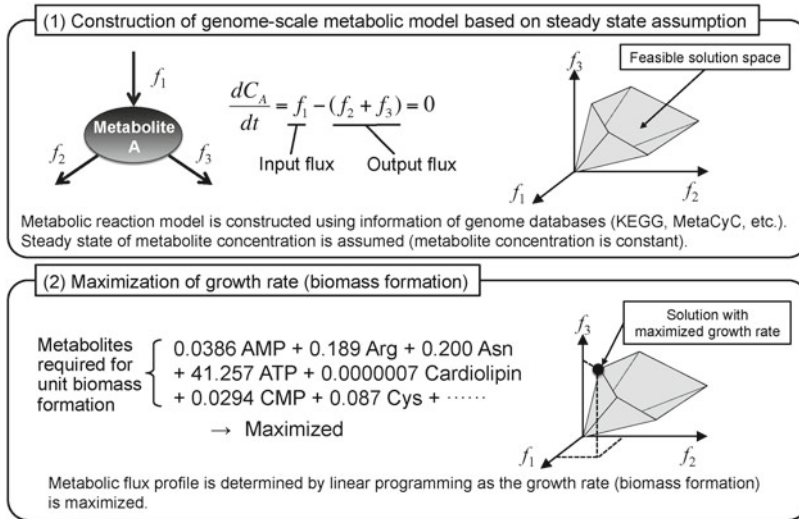 (1) Construction of genome-scale metabolic model based on steady state assumption
f₁
Metabolite
A
f₂
f₃
dC_A/dt = f₁ − (f₂ + f₃) = 0
Input flux
Output flux
f₃
Feasible solution space
f₁
f₂
Metabolic reaction model is constructed using information of genome databases (KEGG, MetaCyC, etc.).
Steady state of metabolite concentration is assumed (metabolite concentration is constant).
(2) Maximization of growth rate (biomass formation)
Metabolites
required for
unit biomass
formation
0.0386 AMP + 0.189 Arg + 0.200 Asn
+ 41.257 ATP + 0.0000007 Cardiolipin
+ 0.0294 CMP + 0.087 Cys + ······
→ Maximized
f₃
Solution with
maximized growth rate
f₁
f₂
Metabolic flux profile is determined by linear programming as the growth rate (biomass formation)
is maximized.